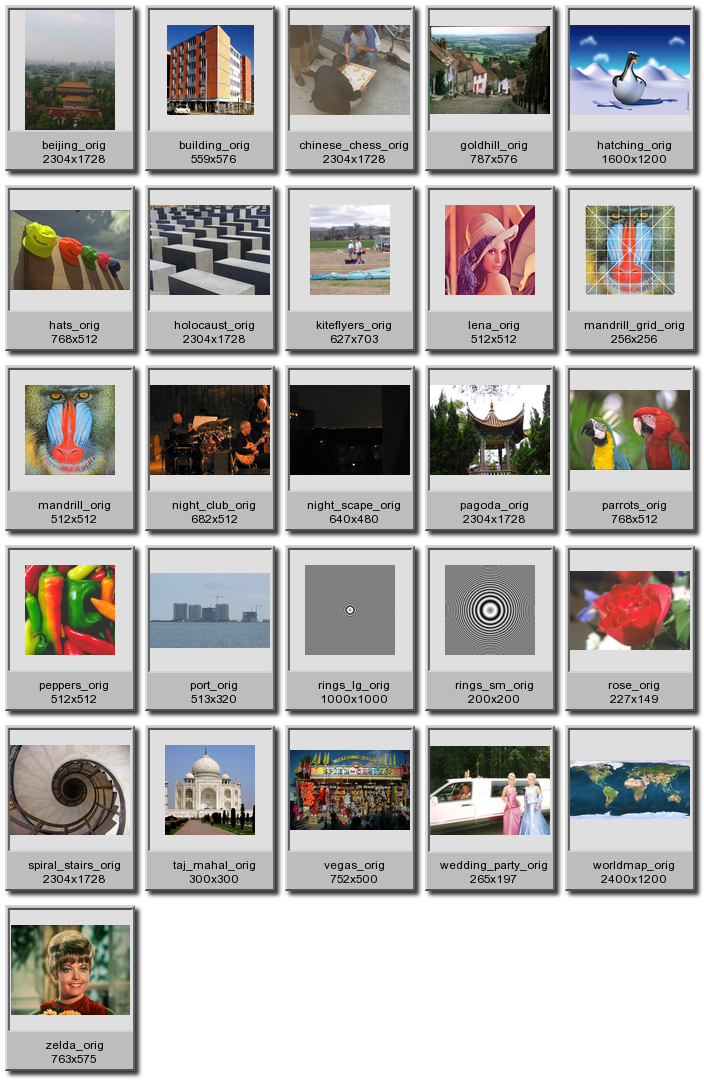 beijing_orig
2304x1728
building_orig
559x576
chinese_chess_orig
2304x1728
goldhill_orig
787x576
hatching_orig
1600x1200
hats_orig
768x512
holocaust_orig
2304x1728
kiteflyers_orig
627x703
lena_orig
512x512
mandrill_grid_orig
256x256
mandrill_orig
512x512
night_club_orig
682x512
night_scape_orig
640x480
pagoda_orig
2304x1728
parrots_orig
768x512
peppers_orig
512x512
port_orig
513x320
rings_lg_orig
1000x1000
rings_sm_orig
200x200
rose_orig
227x149
spiral_stairs_orig
2304x1728
taj_mahal_orig
300x300
WELCOME
vegas_orig
752x500
wedding_party_orig
265x197
worldmap_orig
2400x1200
zelda_orig
763x575